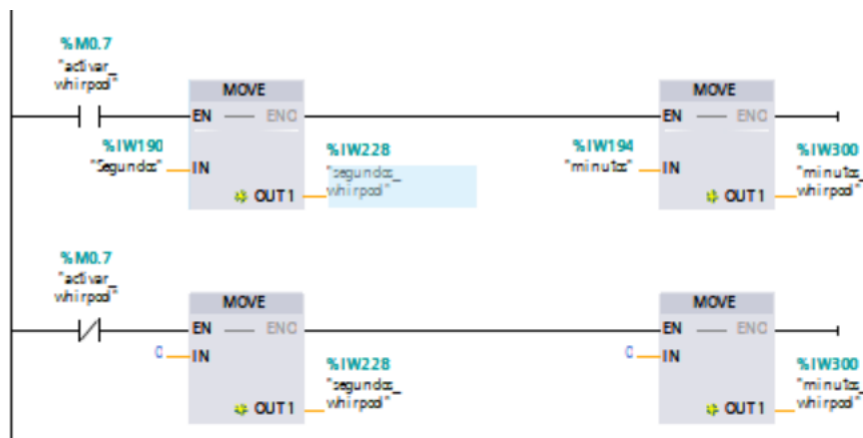 %M0.7
"activar_
whirpool"
MOVE
EN
ENO
%IW190
"Segundos"
IN
OUT1
%IW228
"segundos_
whirpool"
MOVE
EN
ENO
%IW194
"minutos"
IN
OUT1
%IW300
"minutos_
whirpool"
%M0.7
"activar_
whirpool"
MOVE
EN
ENO
0
IN
OUT1
%IW228
"segundos_
whirpool"
MOVE
EN
ENO
0
IN
OUT1
%IW300
"minutos_
whirpool"